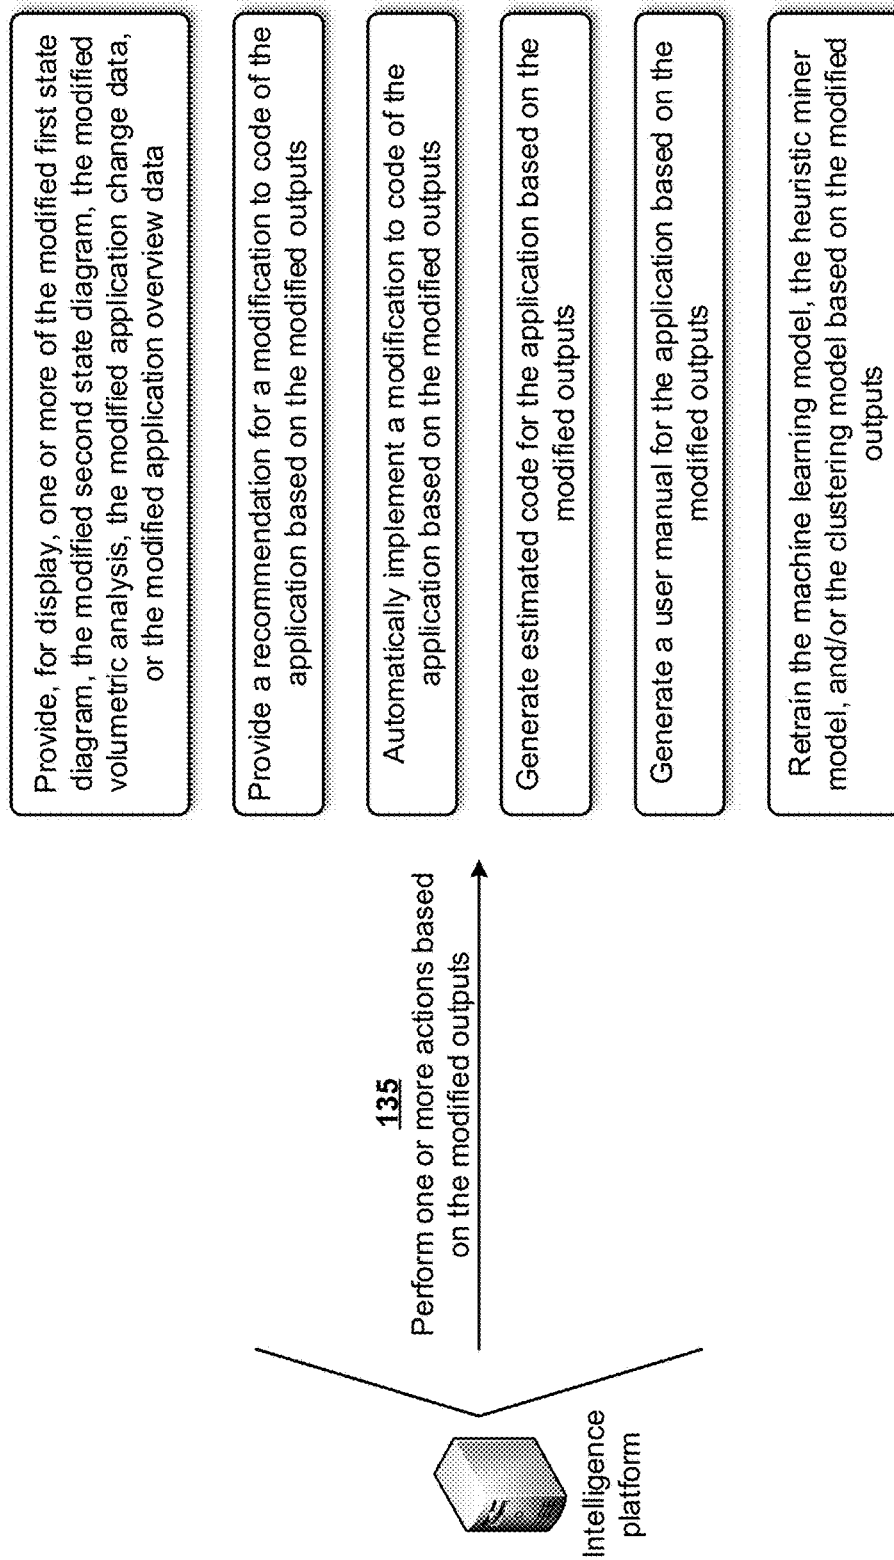 Intelligence
platform
135
Perform one or more actions based
on the modified outputs
Provide, for display, one or more of the modified first state
diagram, the modified second state diagram, the modified
volumetric analysis, the modified application change data,
or the modified application overview data
Provide a recommendation for a modification to code of the
application based on the modified outputs
Automatically implement a modification to code of the
application based on the modified outputs
Generate estimated code for the application based on the
modified outputs
Generate a user manual for the application based on the
modified outputs
Retrain the machine learning model, the heuristic miner
model, and/or the clustering model based on the modified
outputs